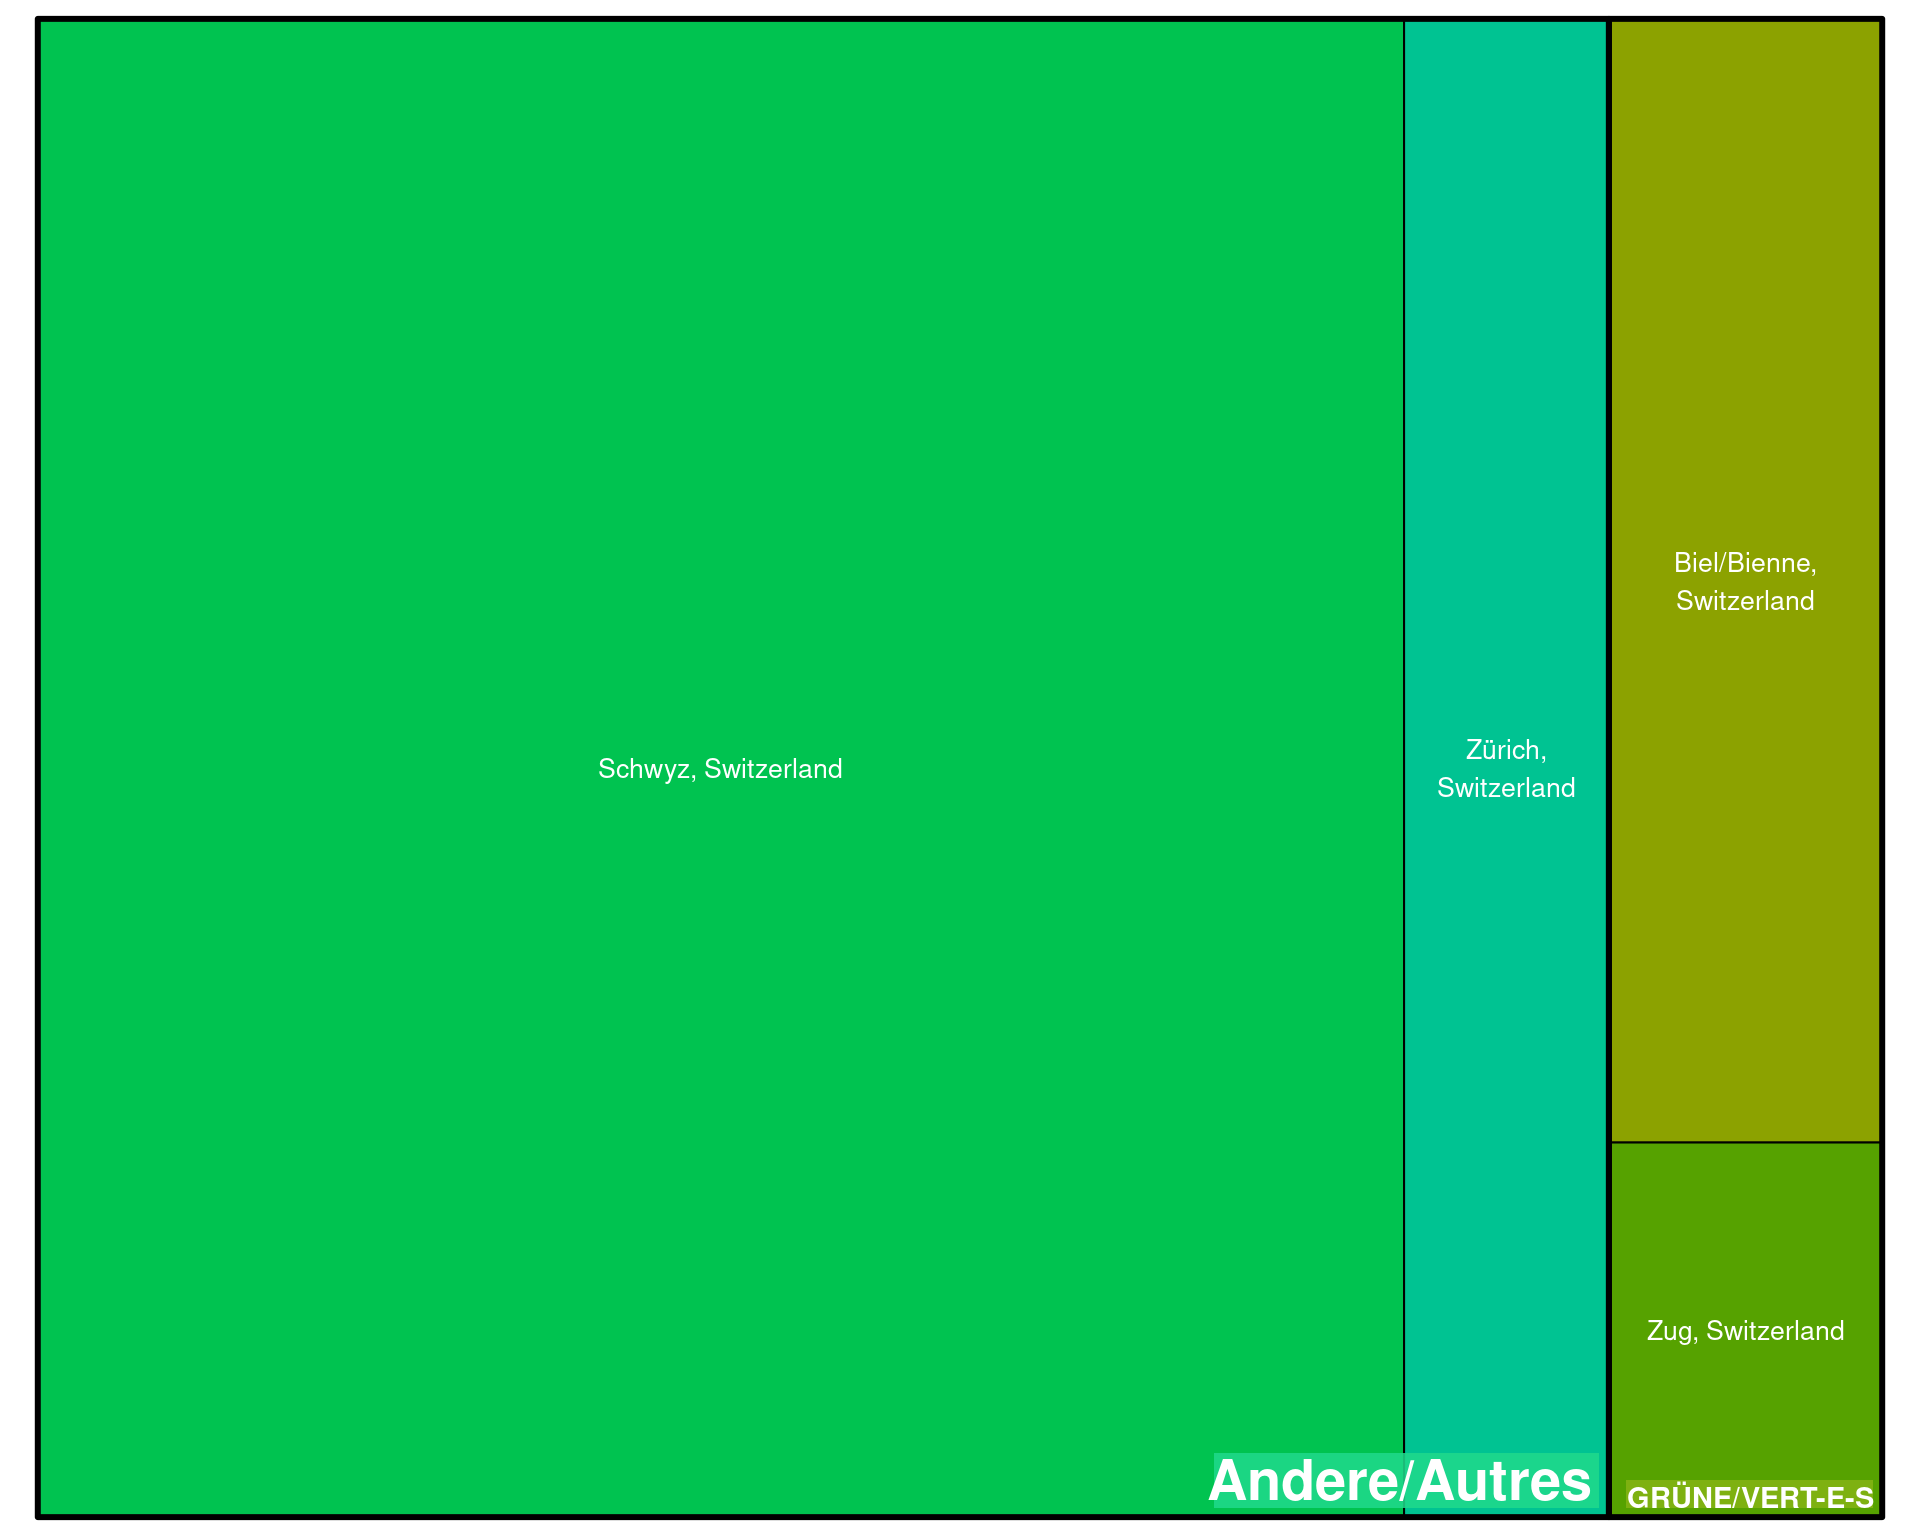 Schwyz, Switzerland
Zürich,
Switzerland
Biel/Bienne,
Switzerland
Zug, Switzerland
Andere/Autres
GRÜNE/VERT-E-S